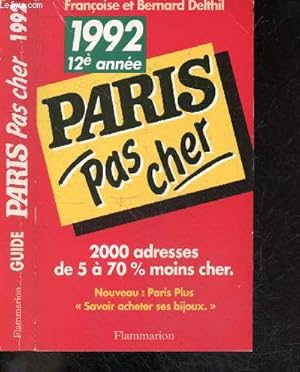 GUIDE PARIS Pas cher 1992
Flammarion
Françoise et Bernard Delthil
1992
12è année
PARIS
Pas cher
2000 adresses
de 5 à 70 % moins cher.
Nouveau : Paris Plus
« Savoir acheter ses bijoux. »
Flammarion